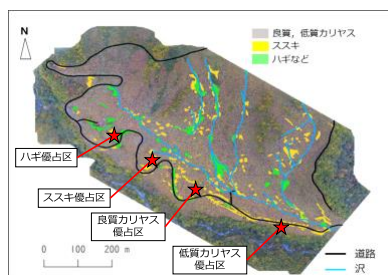 N
良質，低質カリヤス
ススキ
ハギなど
ハギ優占区
ススキ優占区
良質カリヤス
優占区
低質カリヤス
優占区
0 100 200 m
道路
沢